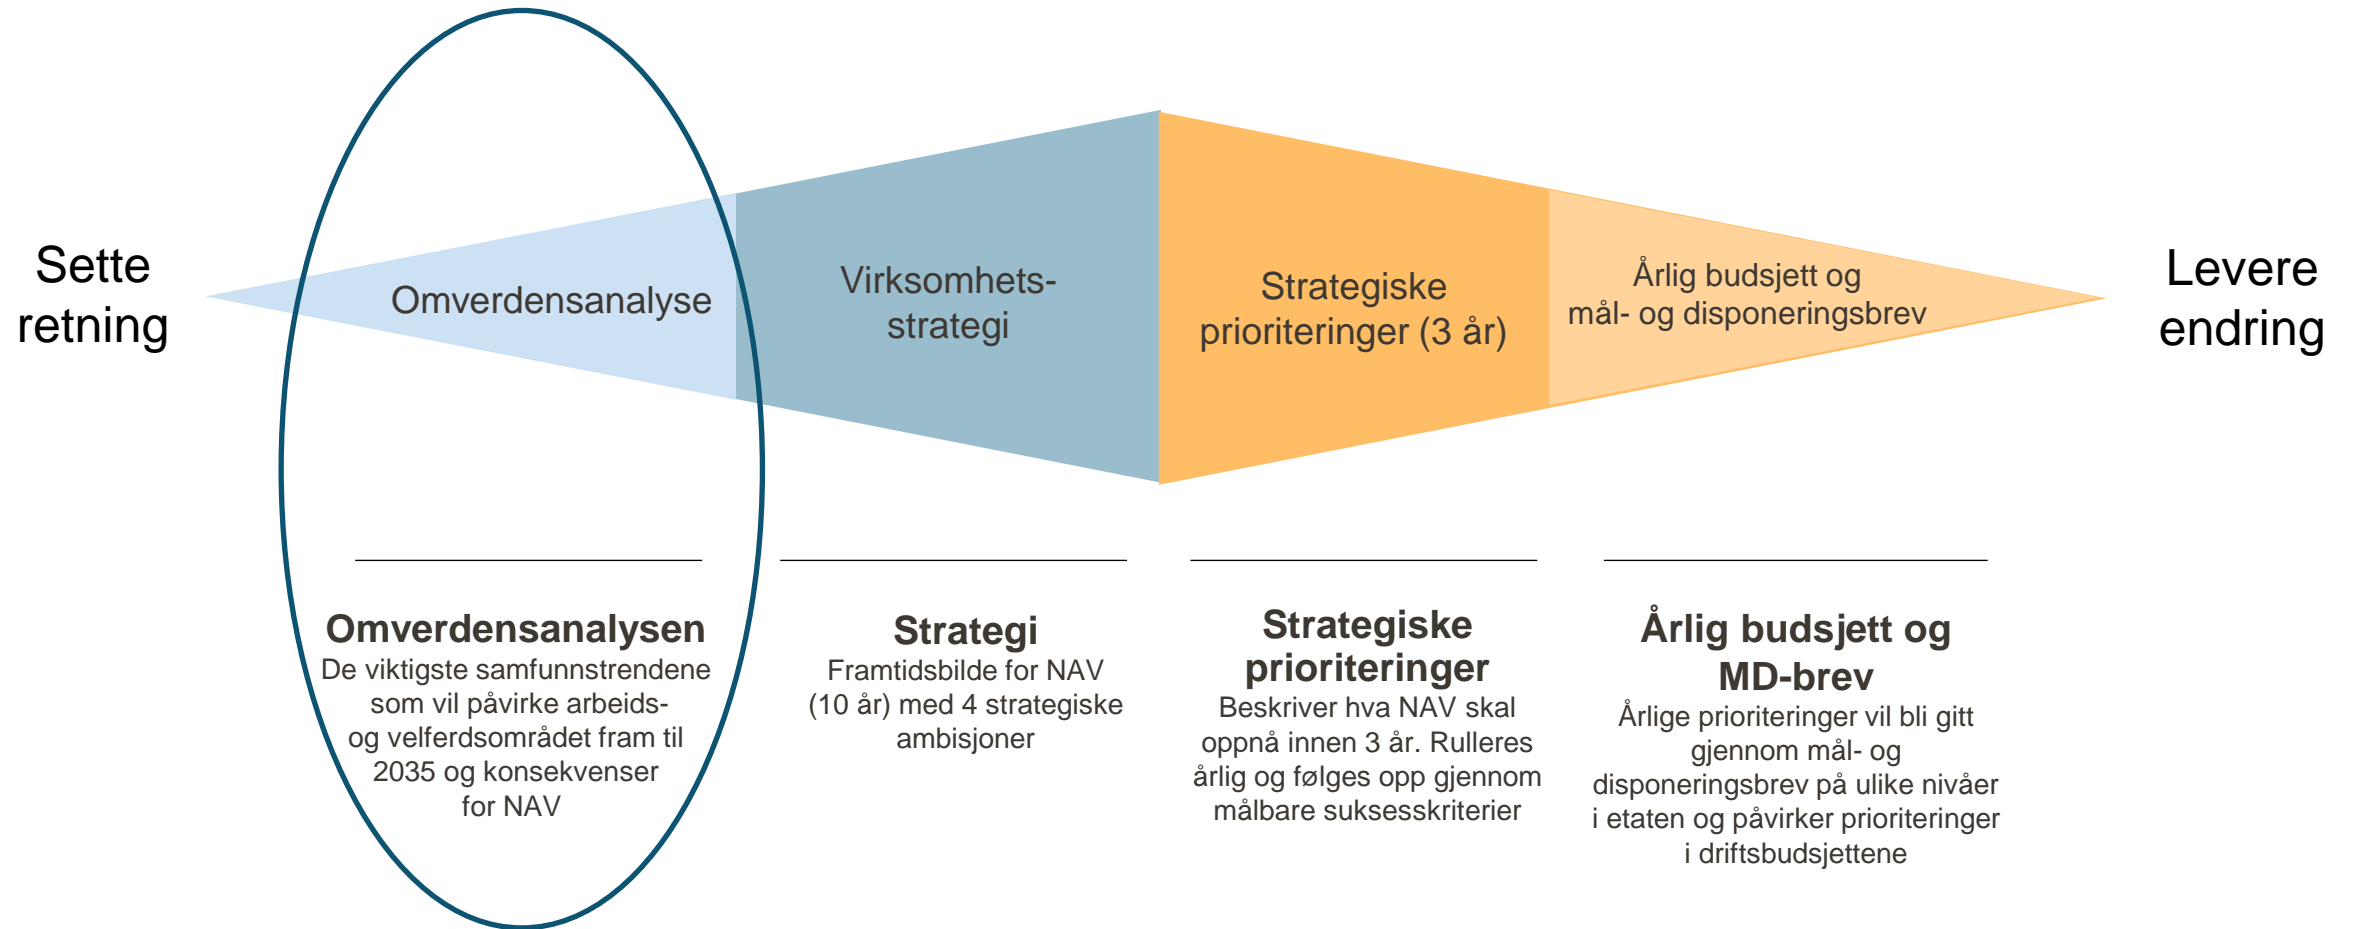 Sette
retning
Omverdensanalyse
Virksomhets-
strategi
Strategiske
prioriteringer (3 år)
Årlig budsjett og
mål- og disponeringsbrev
Levere
endring
Omverdensanalysen
De viktigste samfunnstrendene
som vil påvirke arbeids-
og velferdsområdet fram til
2035 og konsekvenser
for NAV
Strategi
Framtidsbilde for NAV
(10 år) med 4 strategiske
ambisjoner
Strategiske
prioriteringer
Beskriver hva NAV skal
oppnå innen 3 år. Rulleres
årlig og følges opp gjennom
målbare suksesskriterier
Årlig budsjett og
MD-brev
Årlige prioriteringer vil bli gitt
gjennom mål- og
disponeringsbrev på ulike nivåer
i etaten og påvirker prioriteringer
i driftsbudsjettene